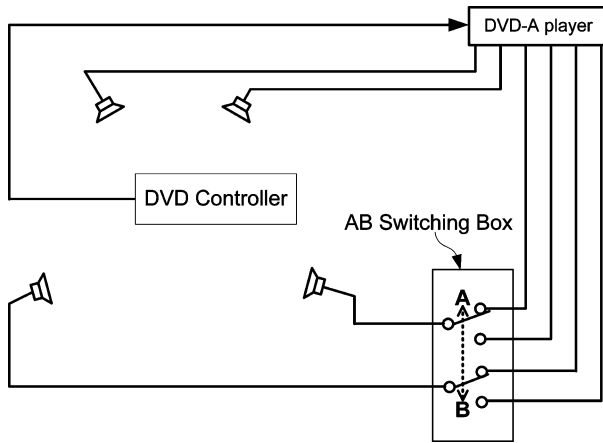 DVD-A player
DVD Controller
AB Switching Box
A
B